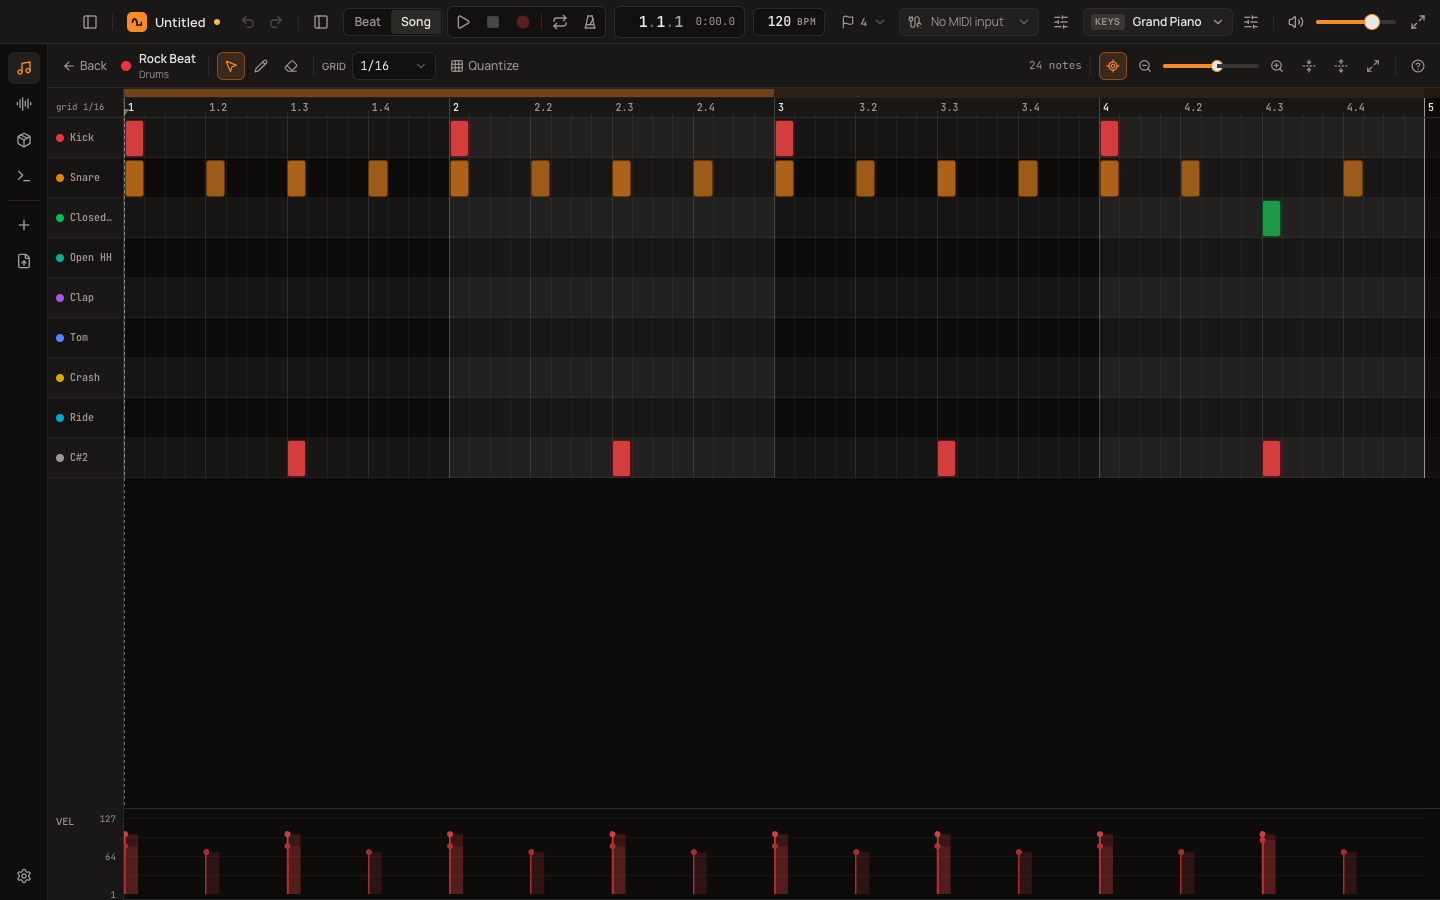 Untitled
Beat Song
1.1.1 0:00.0
120 BPM
4
No MIDI input
KEYS Grand Piano
Back
Rock Beat
Drums
GRID 1/16
Quantize
24 notes
grid 1/16
1 1.2 1.3 1.4 2 2.2 2.3 2.4 3 3.2 3.3 3.4 4 4.2 4.3 4.4 5
Kick
Snare
Closed…
Open HH
Clap
Tom
Crash
Ride
C#2
VEL 127
64
1